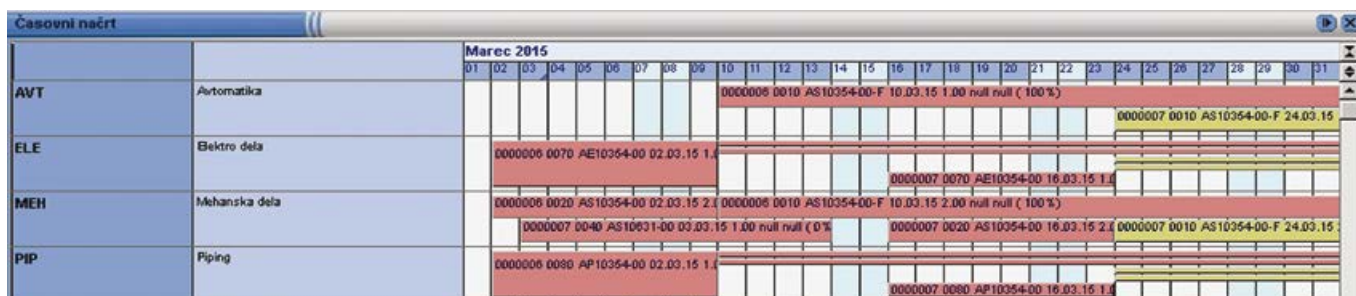 Časovni načrt
Marec 2015
01 02 03 04 05 06 07 08 09 10 11 12 13 14 15 16 17 18 19 20 21 22 23 24 25 26 27 28 29 30 31
AVT Avtomatika 0000006 0010 AS10354-00-F 10.03.15 1.00 null null ( 100 %)
0000007 0010 AS10354-00-F 24.03.15
ELE Elektro dela 0000006 0070 AE10354-00 02.03.15
0000007 0070 AE10354-00 16.03.15
MEH Mehanska dela 0000006 0020 AS10354-00 02.03.15 0000006 0010 AS10354-00-F 10.03.15 2.00 null null ( 100 %)
0000007 0040 AS10631-00 03.03.15 1.00 null null ( 0 % 0000007 0020 AS10354-00 16.03.15 0000007 0010 AS10354-00-F 24.03.15
PIP Piping 0000006 0080 AP10354-00 02.03.15
0000007 0080 AP10354-00 16.03.15